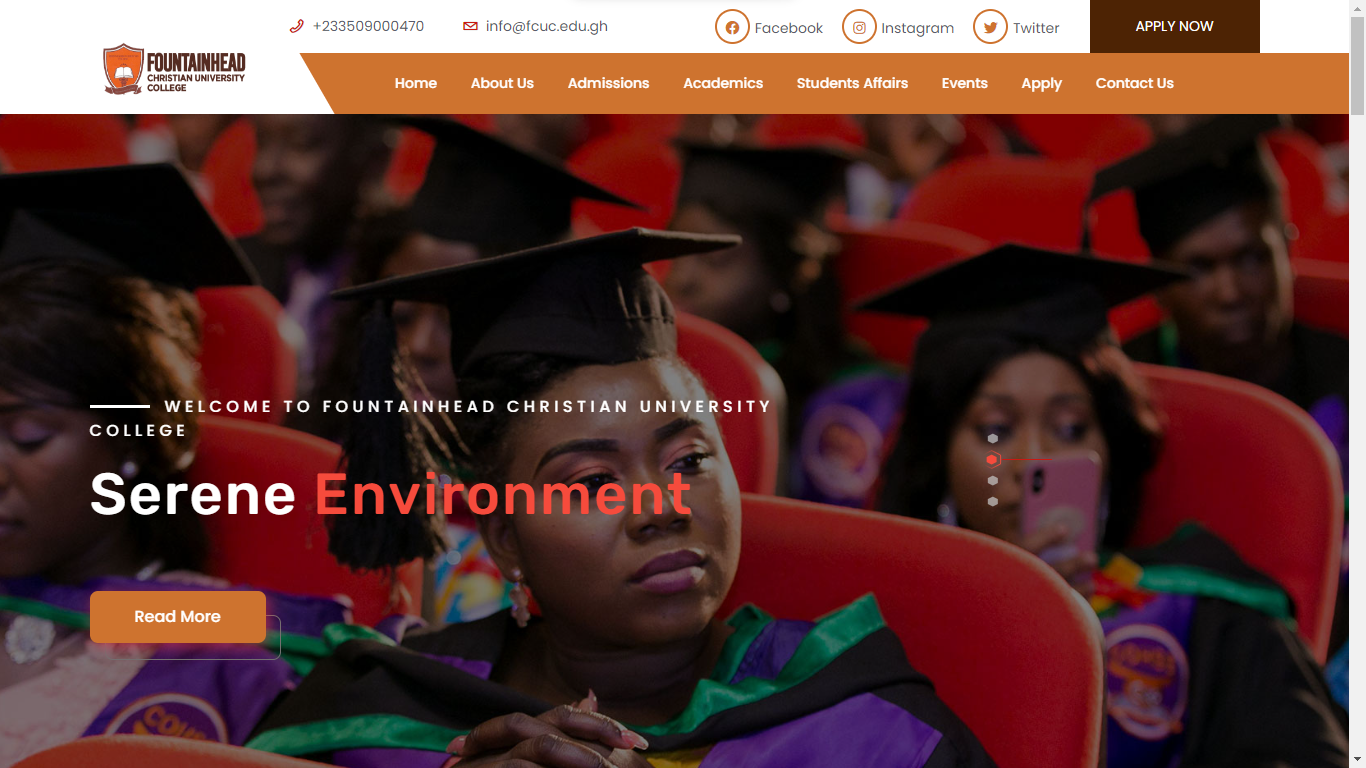 +233509000470
info@fcuc.edu.gh
Facebook
Instagram
Twitter
APPLY NOW
FOUNTAINHEAD
CHRISTIAN UNIVERSITY
COLLEGE
Home
About Us
Admissions
Academics
Students Affairs
Events
Apply
Contact Us
WELCOME TO FOUNTAINHEAD CHRISTIAN UNIVERSITY
COLLEGE
Serene Environment
Read More